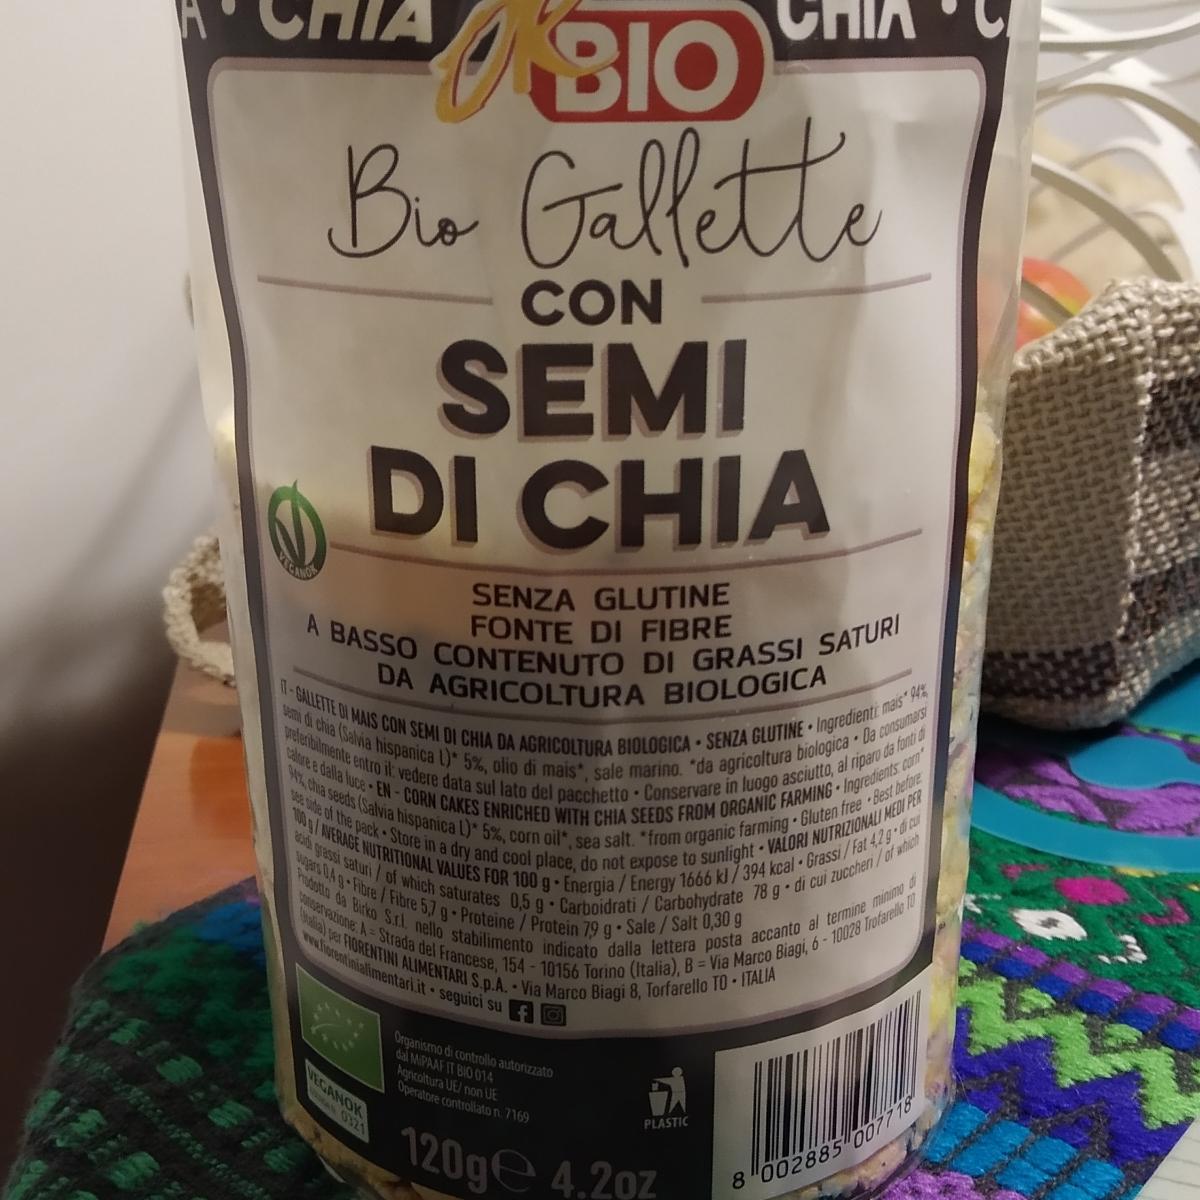 A • CHIA
OK BIO
CHIA • C
Bio Gallette
CON
SEMI
DI CHIA
VEGANOK
SENZA GLUTINE
FONTE DI FIBRE
A BASSO CONTENUTO DI GRASSI SATURI
DA AGRICOLTURA BIOLOGICA
IT - GALLETTE DI MAIS CON SEMI DI CHIA DA AGRICOLTURA BIOLOGICA • SENZA GLUTINE • Ingredienti: mais* 94%,
semi di chia (Salvia hispanica l.)* 5%, olio di mais*, sale marino. *da agricoltura biologica • Da consumarsi
preferibilmente entro il: vedere data sul lato del pacchetto • Conservare in luogo asciutto, al riparo da fonti di
calore e dalla luce • EN - CORN CAKES ENRICHED WITH CHIA SEEDS FROM ORGANIC FARMING • Ingredients: corn*
94%, chia seeds (Salvia hispanica l.)* 5%, corn oil*, sea salt. *from organic farming • Gluten free • Best before:
see side of the pack • Store in a dry and cool place, do not expose to sunlight • VALORI NUTRIZIONALI MEDI PER
100 g / AVERAGE NUTRITIONAL VALUES FOR 100 g • Energia / Energy 1666 kJ / 394 kcal • Grassi / Fat 4,2 g • di cui
acidi grassi saturi / of which saturates 0,5 g • Carboidrati / Carbohydrate 78 g • di cui zuccheri / of which
sugars 0,4 g • Fibre / Fibre 5,7 g • Proteine / Protein 7,9 g • Sale / Salt 0,30 g
Prodotto da Birko S.r.l. nello stabilimento indicato dalla lettera posta accanto al termine minimo di
conservazione: A = Strada del Francese, 154 - 10156 Torino (Italia), B = Via Marco Biagi, 6 - 10028 Trofarello TO
(Italia) per FIORENTINI ALIMENTARI S.p.A. • Via Marco Biagi 8, Torfarello TO • ITALIA
www.fiorentinialimentari.it • seguici su
Organismo di controllo autorizzato
dal MiPAAF IT BIO 014
Agricoltura UE/ non UE
Operatore controllato n. 7169
VEGANOK
0321
PLASTIC
120g e 4.2oz
8 002885 007718